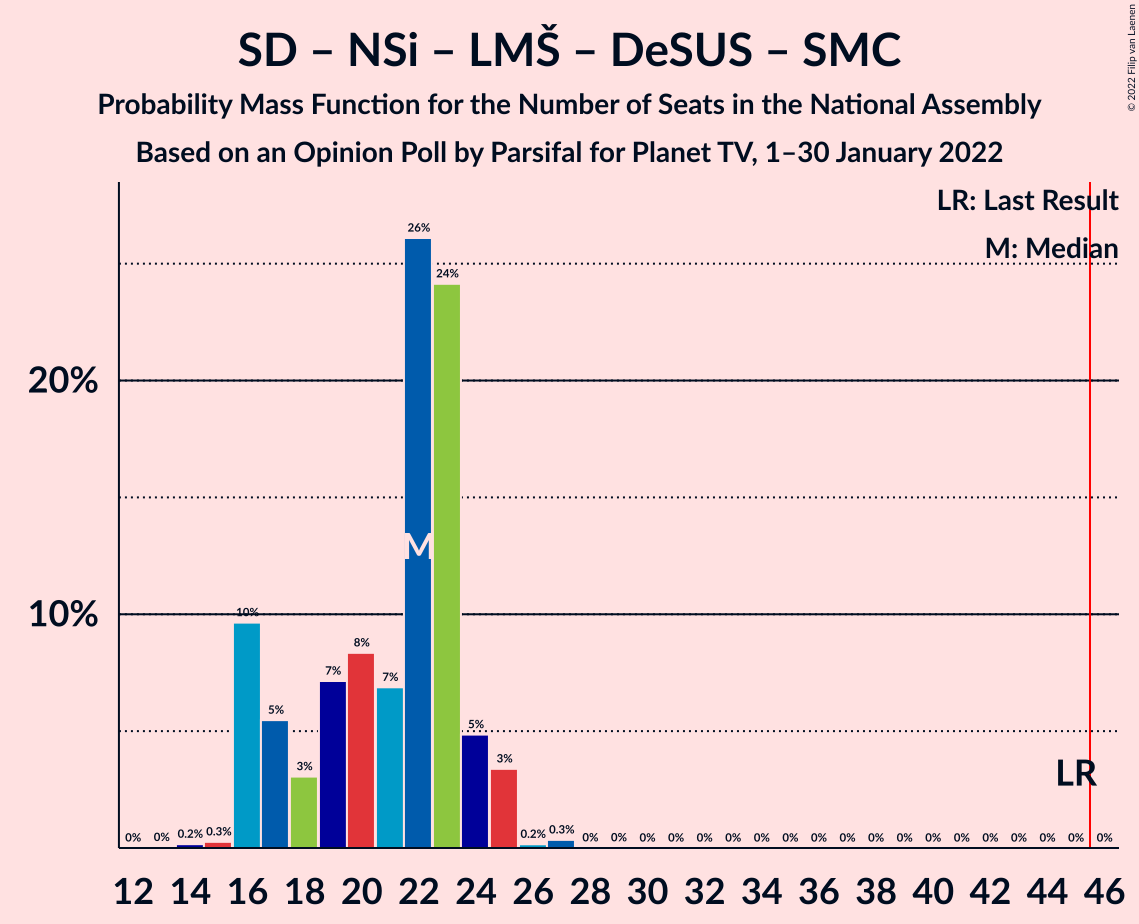 SD – NSi – LMŠ – DeSUS – SMC
Probability Mass Function for the Number of Seats in the National Assembly
Based on an Opinion Poll by Parsifal for Planet TV, 1–30 January 2022
© 2022 Filip van Laenen
LR: Last Result
M: Median
26%
24%
20%
M
10%
10%
8%
7%
7%
5%
5%
3%
3%
LR
0% 0% 0.2% 0.3% 0.2% 0.3% 0% 0% 0% 0% 0% 0% 0% 0% 0% 0% 0% 0% 0% 0% 0% 0% 0% 0% 0%
12 14 16 18 20 22 24 26 28 30 32 34 36 38 40 42 44 46